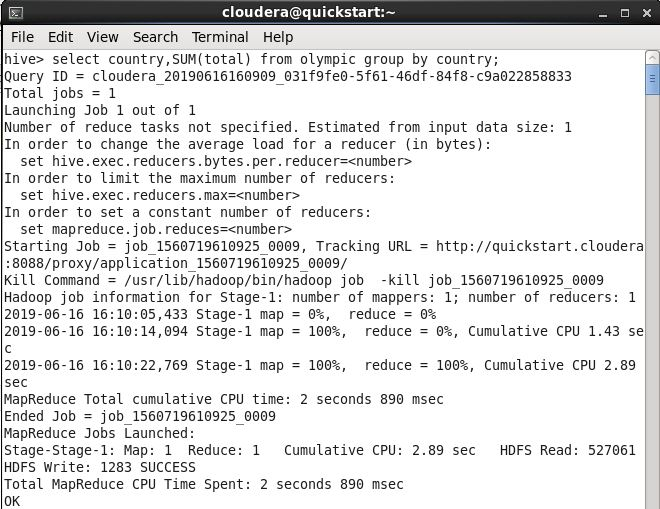 cloudera@quickstart:~
File Edit View Search Terminal Help
hive> select country,SUM(total) from olympic group by country;
Query ID = cloudera_20190616160909_031f9fe0-5f61-46df-84f8-c9a022858833
Total jobs = 1
Launching Job 1 out of 1
Number of reduce tasks not specified. Estimated from input data size: 1
In order to change the average load for a reducer (in bytes):
  set hive.exec.reducers.bytes.per.reducer=<number>
In order to limit the maximum number of reducers:
  set hive.exec.reducers.max=<number>
In order to set a constant number of reducers:
  set mapreduce.job.reduces=<number>
Starting Job = job_1560719610925_0009, Tracking URL = http://quickstart.cloudera
:8088/proxy/application_1560719610925_0009/
Kill Command = /usr/lib/hadoop/bin/hadoop job  -kill job_1560719610925_0009
Hadoop job information for Stage-1: number of mappers: 1; number of reducers: 1
2019-06-16 16:10:05,433 Stage-1 map = 0%,  reduce = 0%
2019-06-16 16:10:14,094 Stage-1 map = 100%,  reduce = 0%, Cumulative CPU 1.43 se
c
2019-06-16 16:10:22,769 Stage-1 map = 100%,  reduce = 100%, Cumulative CPU 2.89
sec
MapReduce Total cumulative CPU time: 2 seconds 890 msec
Ended Job = job_1560719610925_0009
MapReduce Jobs Launched:
Stage-Stage-1: Map: 1  Reduce: 1   Cumulative CPU: 2.89 sec   HDFS Read: 527061
HDFS Write: 1283 SUCCESS
Total MapReduce CPU Time Spent: 2 seconds 890 msec
OK